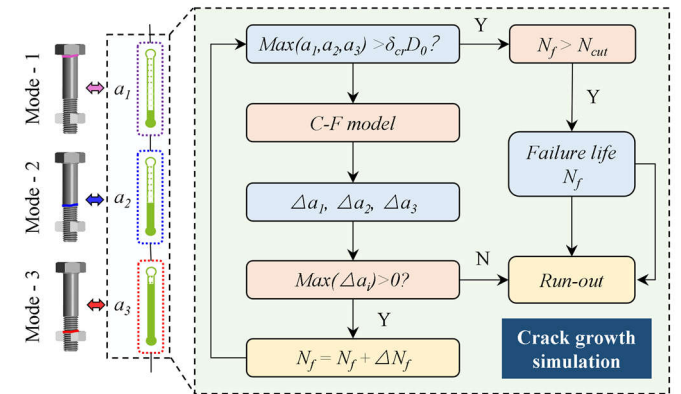 Mode - 1
a1
Mode - 2
a2
Mode - 3
a3
Max(a1,a2,a3) >δcrD0?
Y
Nf > Ncut
Y
C-F model
Failure life
Nf
Δa1, Δa2, Δa3
Max(Δai)>0?
N
Run-out
Y
Nf = Nf + ΔNf
Crack growth
simulation